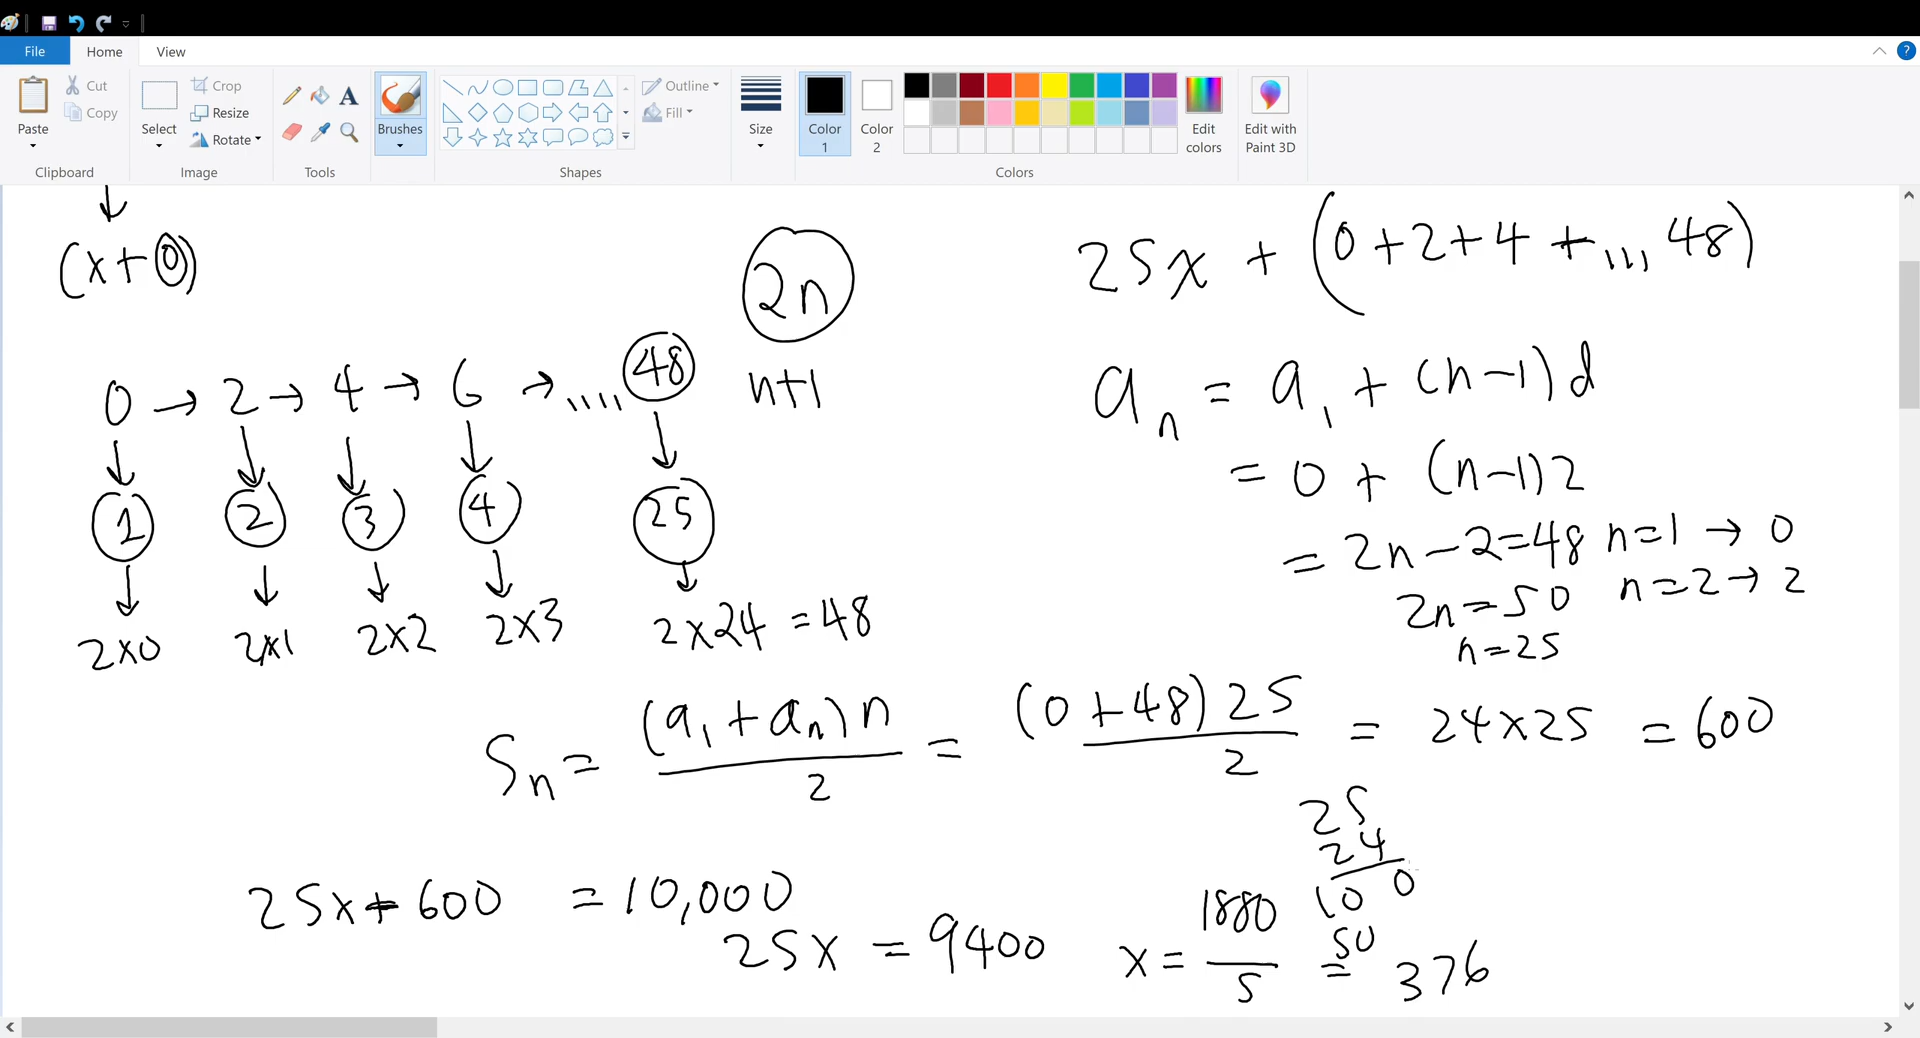 File Home View
Paste
Cut
Copy
Clipboard
Select
Crop
Resize
Rotate
Image
A
Tools
Brushes
Outline
Fill
Shapes
Size
Color 1
Color 2
Edit colors
Edit with Paint 3D
Colors
?
(x+0)
2n
0 → 2 → 4 → 6 → ..... 48 n+1
1 2 3 4 25
2x0 2x1 2x2 2x3 2x24 = 48
25x + (0+2+4+..., 48)
an = a1 + (n-1)d
= 0 + (n-1)2
= 2n-2=48 n=1 → 0
2n=50 n=2→2
n=25
Sn = (a1+an)n / 2 = (0+48)25 / 2 = 24x25 = 600
25
24
10 0
50
25x+600 = 10,000
25x = 9400
x = 1880 / 5 = 376